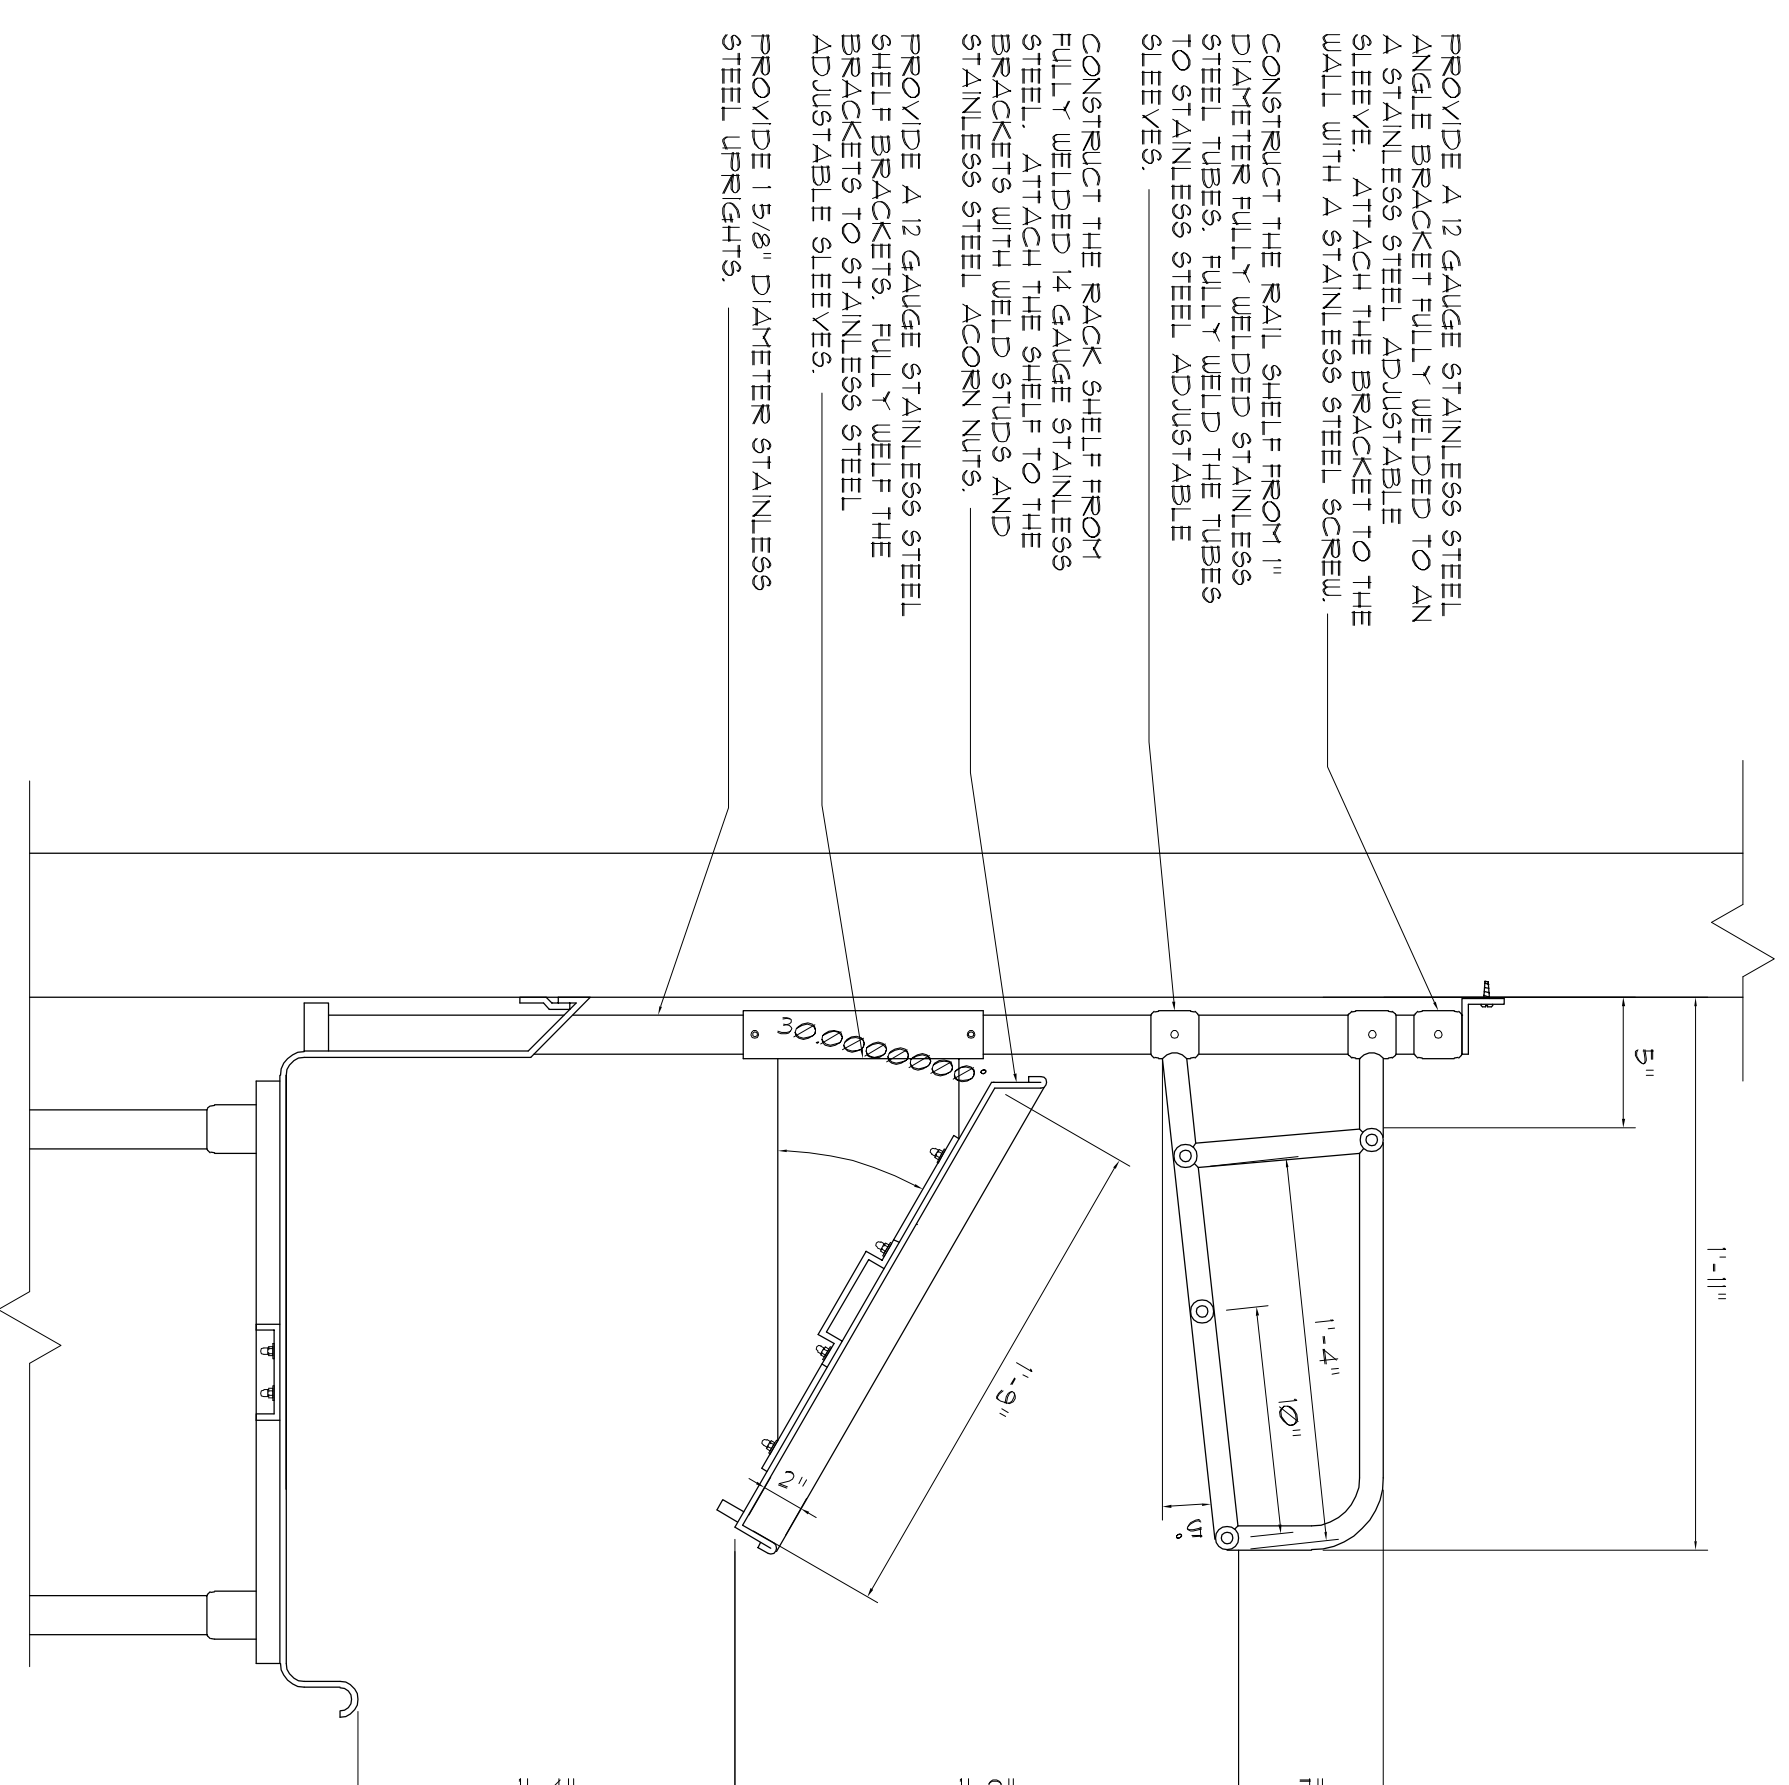 PROVIDE A 12 GAUGE STAINLESS STEEL
ANGLE BRACKET FULLY WELDED TO AN
A STAINLESS STEEL ADJUSTABLE
SLEEVE. ATTACH THE BRACKET TO THE
WALL WITH A STAINLESS STEEL SCREW.
CONSTRUCT THE RAIL SHELF FROM 1"
DIAMETER FULLY WELDED STAINLESS
STEEL TUBES. FULLY WELD THE TUBES
TO STAINLESS STEEL ADJUSTABLE
SLEEVES.
CONSTRUCT THE RACK SHELF FROM
FULLY WELDED 14 GAUGE STAINLESS
STEEL. ATTACH THE SHELF TO THE
BRACKETS WITH WELD STUDS AND
STAINLESS STEEL ACORN NUTS.
PROVIDE A 12 GAUGE STAINLESS STEEL
SHELF BRACKETS. FULLY WELF THE
BRACKETS TO STAINLESS STEEL
ADJUSTABLE SLEEVES.
PROVIDE 1 5/8" DIAMETER STAINLESS
STEEL UPRIGHTS.
1'-11"
5"
1'-4"
10"
5°
30.0000000°
1'-9"
2"